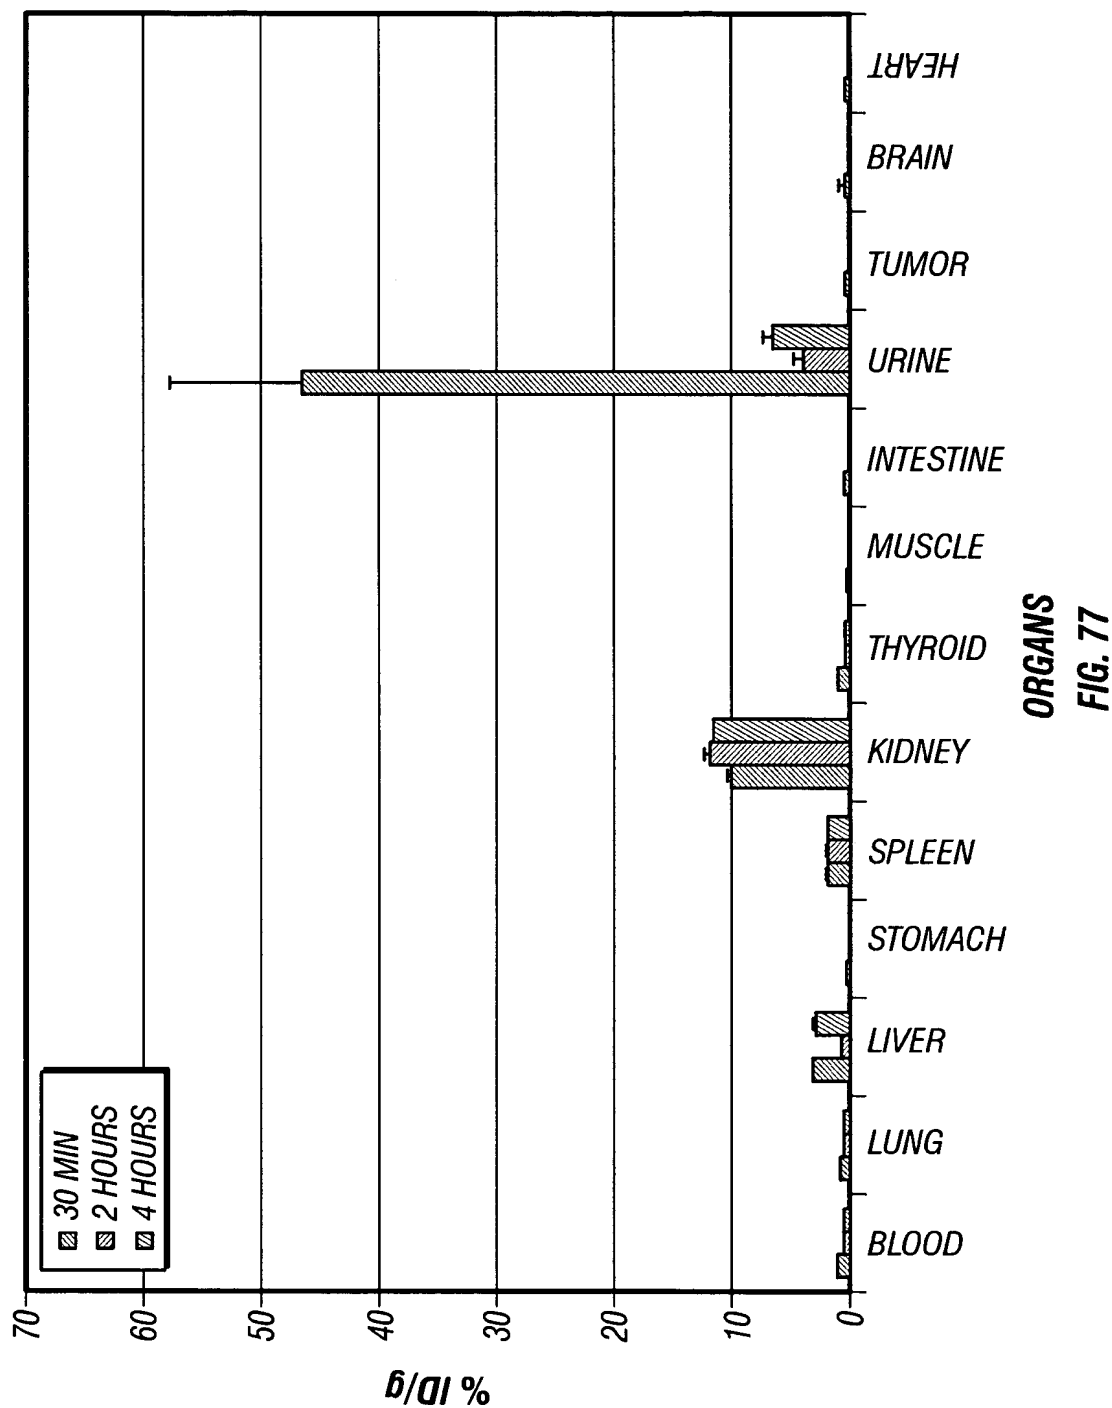 % ID/g
70
60
50
40
30
20
10
0
30 MIN
2 HOURS
4 HOURS
BLOOD
LUNG
LIVER
STOMACH
SPLEEN
KIDNEY
THYROID
MUSCLE
INTESTINE
URINE
TUMOR
BRAIN
HEART
ORGANS
FIG. 77